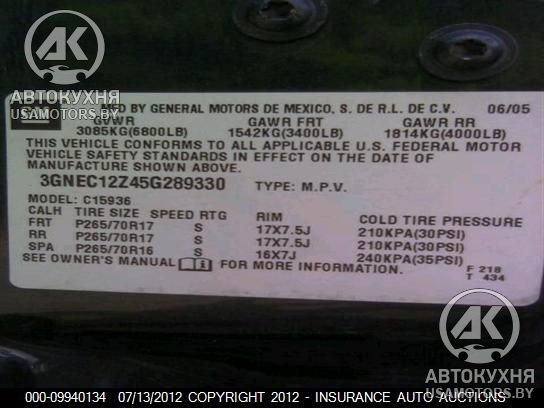 AK
АВТОКУХНЯ
USAMOTORS.BY
GM
MFD BY GENERAL MOTORS DE MEXICO, S. DE R.L. DE C.V. 06/05
GVWR GAWR FRT GAWR RR
3085KG(6800LB) 1542KG(3400LB) 1814KG(4000LB)
THIS VEHICLE CONFORMS TO ALL APPLICABLE U.S. FEDERAL MOTOR
VEHICLE SAFETY STANDARDS IN EFFECT ON THE DATE OF
MANUFACTURE SHOWN ABOVE.
3GNEC12Z45G289330 TYPE: M.P.V.
MODEL: C15936
CALH TIRE SIZE SPEED RTG RIM COLD TIRE PRESSURE
FRT P265/70R17 S 17X7.5J 210KPA(30PSI)
RR P265/70R17 S 17X7.5J 210KPA(30PSI)
SPA P265/70R16 S 16X7J 240KPA(35PSI)
SEE OWNER'S MANUAL FOR MORE INFORMATION.
F 218
T 434
AK
АВТОКУХНЯ
USAMOTORS.BY
000-09940134 07/13/2012 COPYRIGHT 2012 - INSURANCE AUTO AUCTIONS